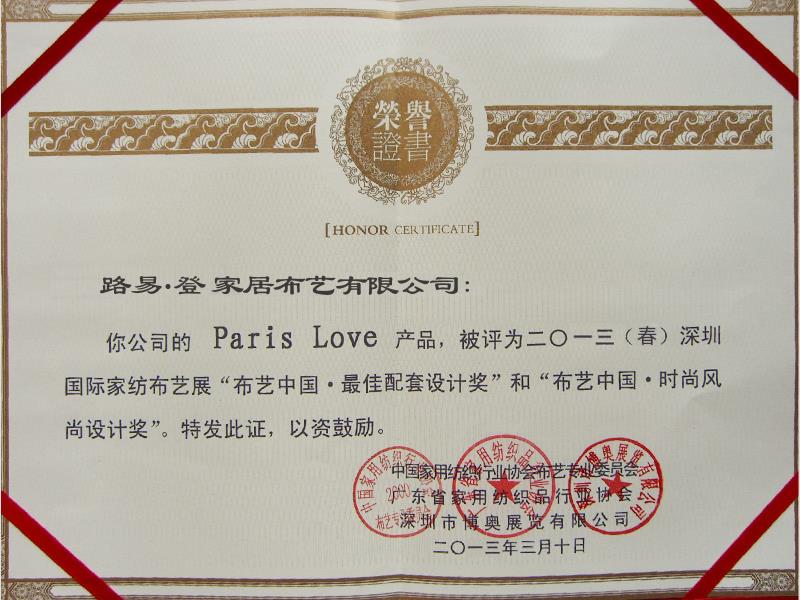 榮譽
證書
[HONOR CERTIFICATE]
路易·登 家居布艺有限公司：
你公司的 Paris Love 产品，被评为二〇一三（春）深圳
国际家纺布艺展“布艺中国·最佳配套设计奖”和“布艺中国·时尚风
尚设计奖”。特发此证，以资鼓励。
中国家用纺织行业协会布艺专业委员会
广东省家用纺织品行业协会
深圳市博奥展览有限公司
二〇一三年三月十日